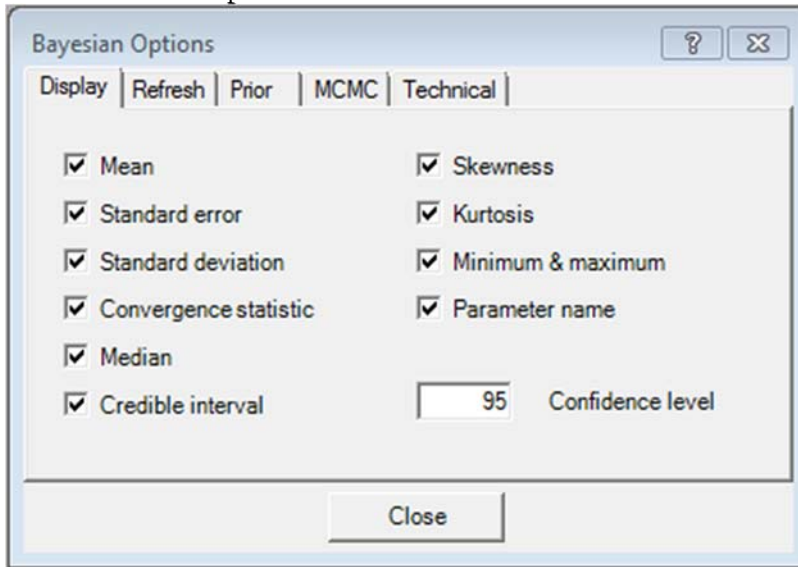 Bayesian Options
Display Refresh Prior MCMC Technical
Mean
Skewness
Standard error
Kurtosis
Standard deviation
Minimum & maximum
Convergence statistic
Parameter name
Median
Credible interval
95 Confidence level
Close